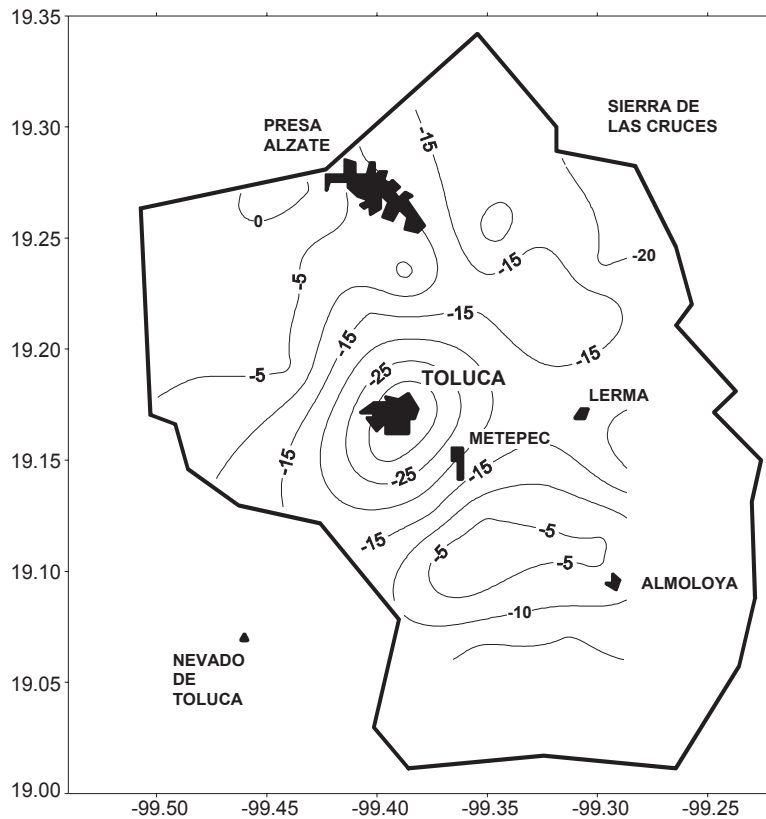 19.35
SIERRA DE
LAS CRUCES
PRESA
ALZATE
19.30
-15
0
19.25
-20
-15
-5
-15
-15
19.20
-15
-5
-25
TOLUCA
LERMA
METEPEC
19.15
-15
-15
-25
-15
-5
-5
-5
19.10
ALMOLOYA
-10
NEVADO
DE
TOLUCA
19.05
19.00
-99.50
-99.45
-99.40
-99.35
-99.30
-99.25